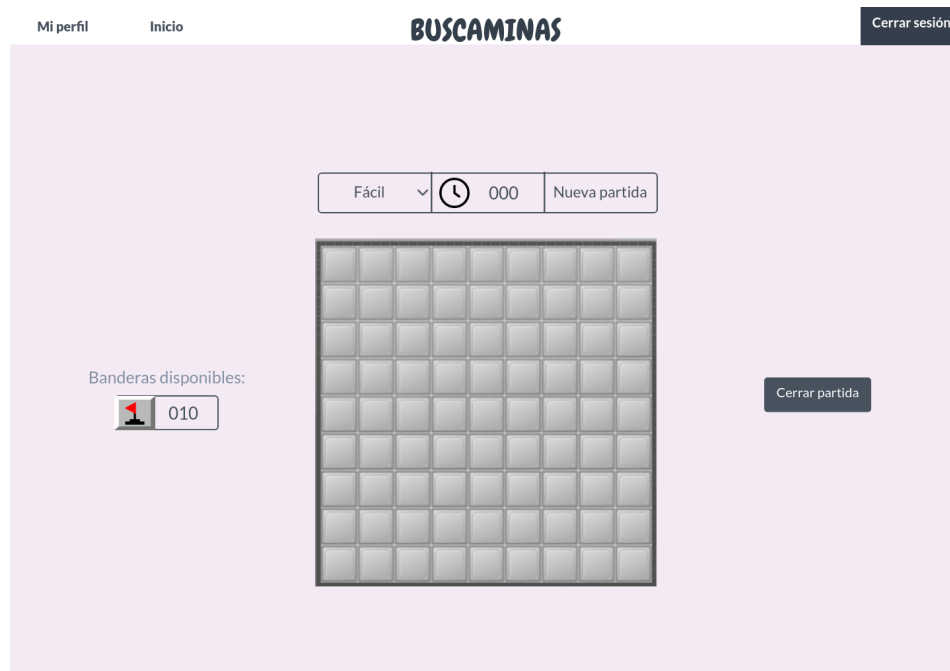 Mi perfil
Inicio
BUSCAMINAS
Cerrar sesión
Fácil
000
Nueva partida
Banderas disponibles:
010
Cerrar partida